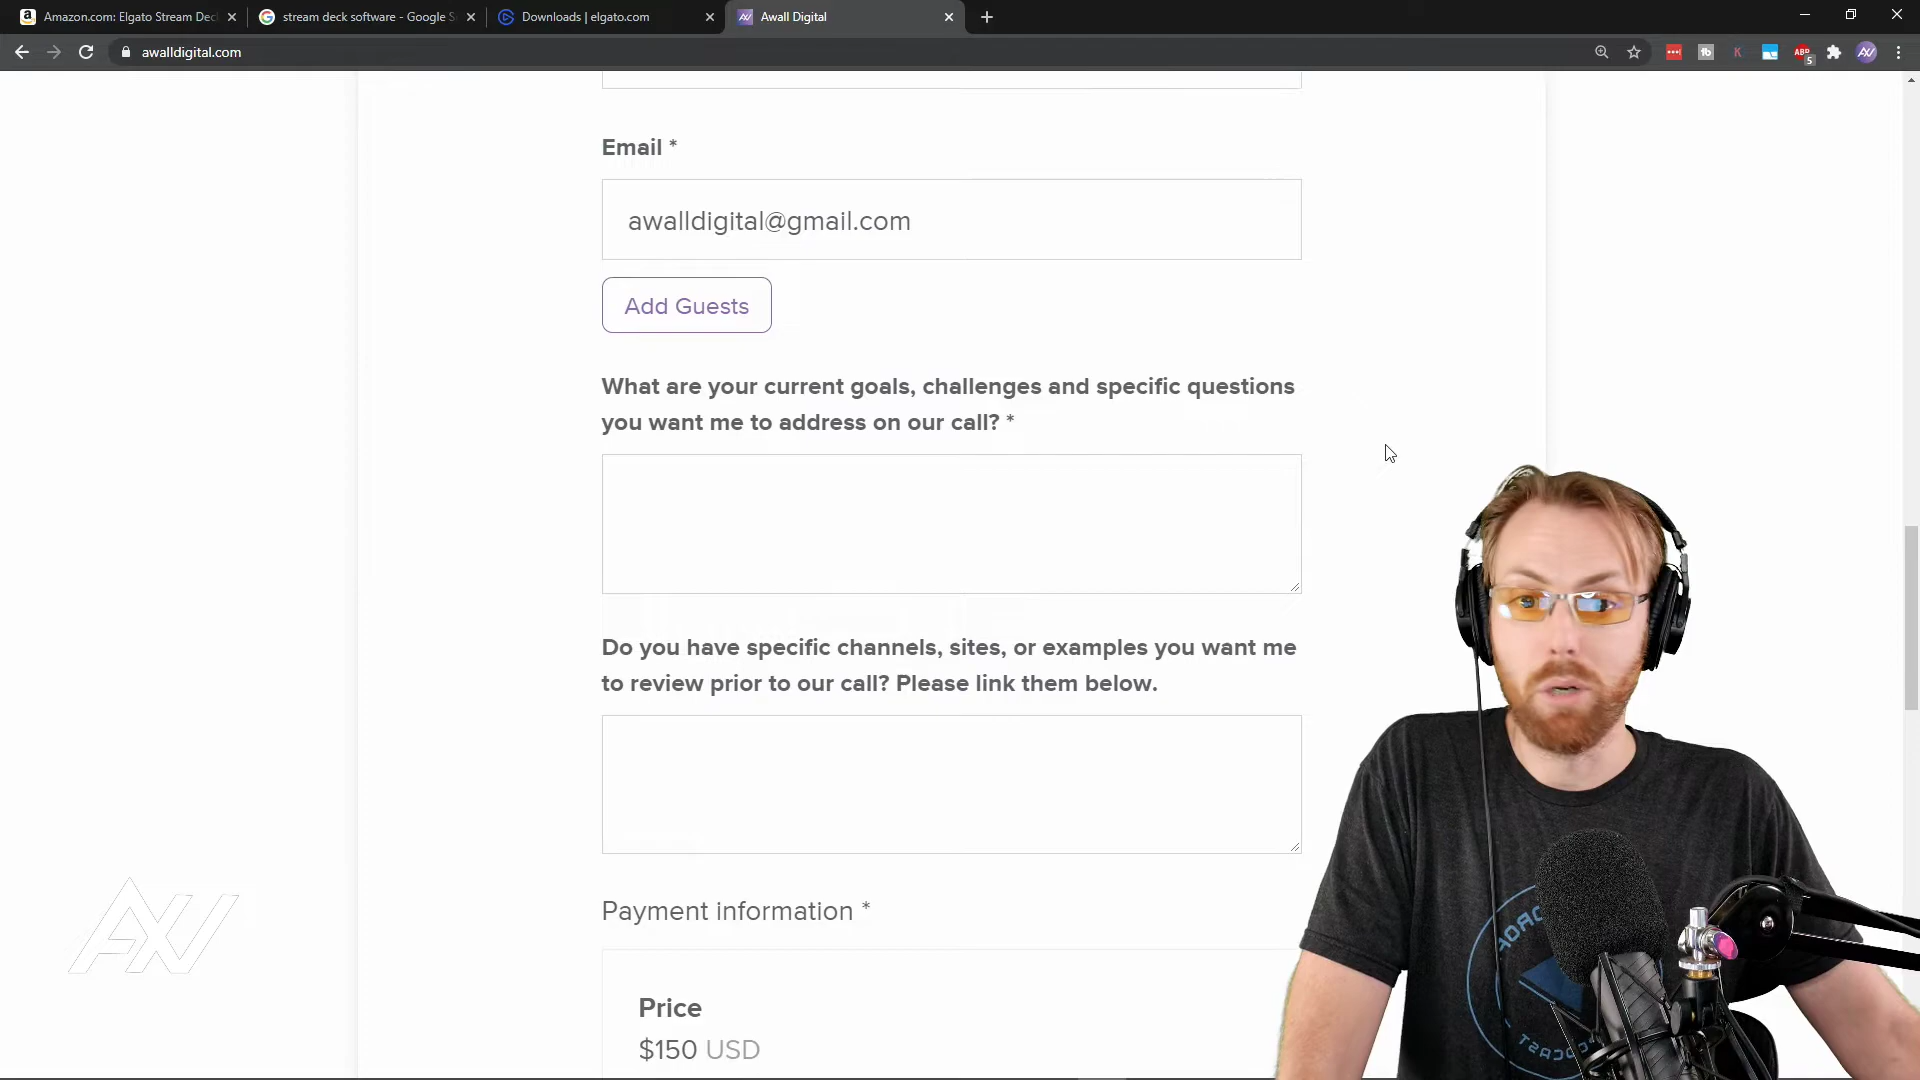 Amazon.com: Elgato Stream Dec
stream deck software - Google S
Downloads | elgato.com
Awall Digital
awalldigital.com
ABP
5
Email *
awalldigital@gmail.com
Add Guests
What are your current goals, challenges and specific questions
you want me to address on our call? *
Do you have specific channels, sites, or examples you want me
to review prior to our call? Please link them below.
Payment information *
Price
$150 USD